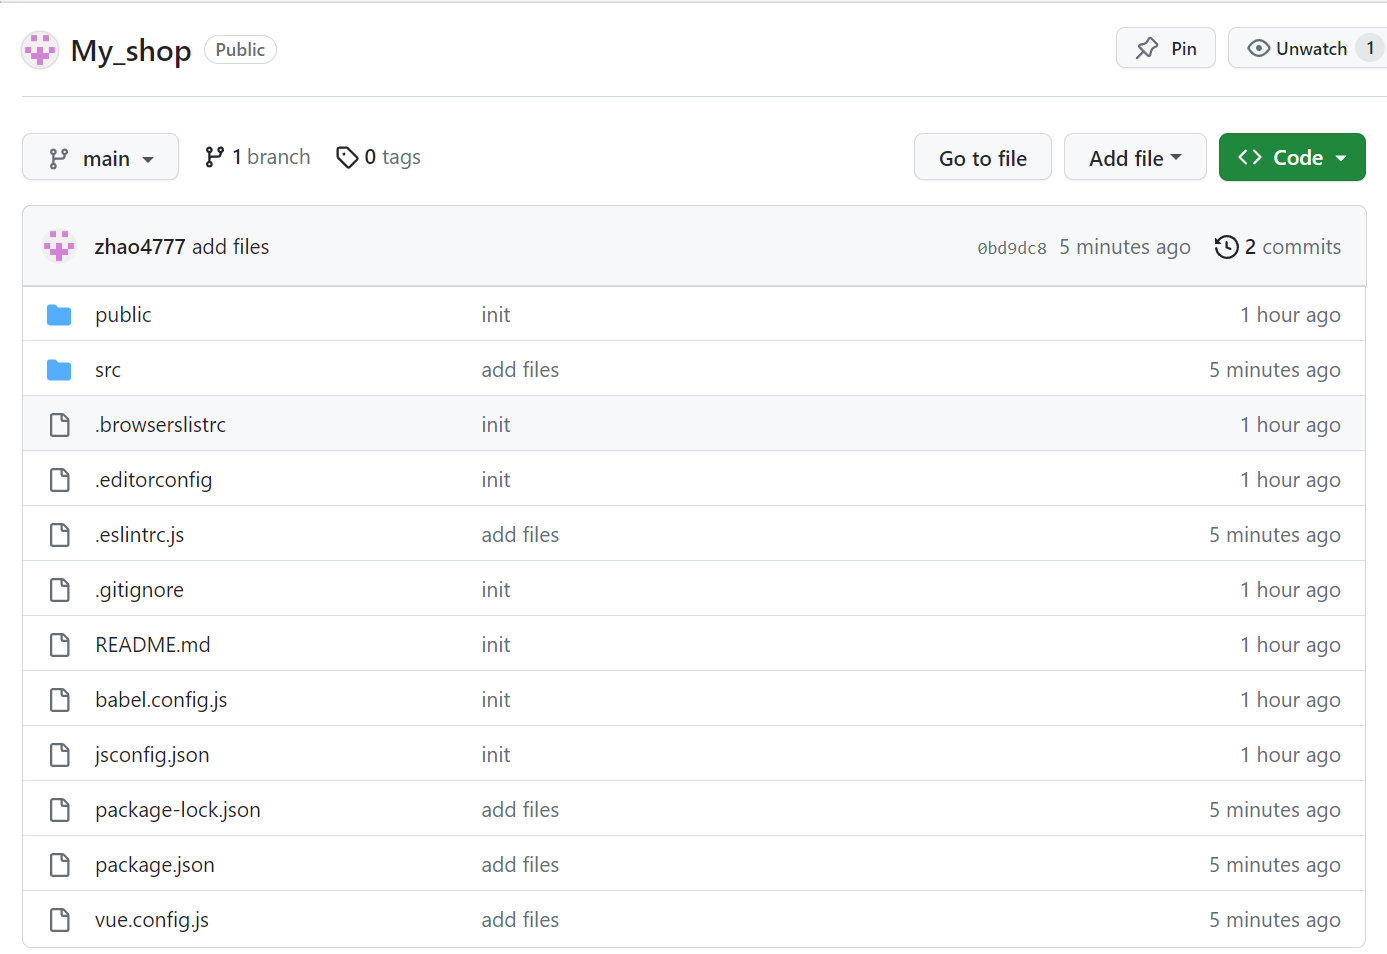 My_shop Public Pin Unwatch 1
main 1 branch 0 tags Go to file Add file Code
zhao4777 add files 0bd9dc8 5 minutes ago 2 commits
public init 1 hour ago
src add files 5 minutes ago
.browserslistrc init 1 hour ago
.editorconfig init 1 hour ago
.eslintrc.js add files 5 minutes ago
.gitignore init 1 hour ago
README.md init 1 hour ago
babel.config.js init 1 hour ago
jsconfig.json init 1 hour ago
package-lock.json add files 5 minutes ago
package.json add files 5 minutes ago
vue.config.js add files 5 minutes ago